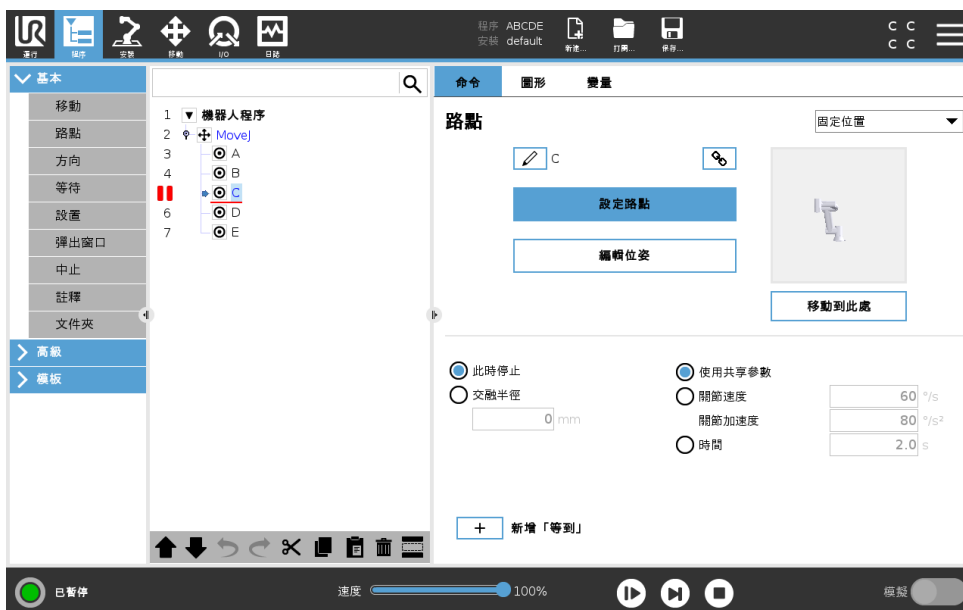 UR
運行
程序
安裝
移動
I/O
日誌
程序 ABCDE
安裝 default
新建...
打開...
保存...
C C
C C
基本
移動
路點
方向
等待
設置
彈出窗口
中止
註釋
文件夾
高級
模板
1 ▼ 機器人程序
2 MoveJ
3 A
4 B
C
6 D
7 E
命令 圖形 變量
路點
固定位置
C
設定路點
編輯位姿
移動到此處
此時停止
交融半徑
0 mm
使用共享參數
關節速度 60 °/s
關節加速度 80 °/s²
時間 2.0 s
+ 新增「等到」
已暫停
速度 100%
模擬